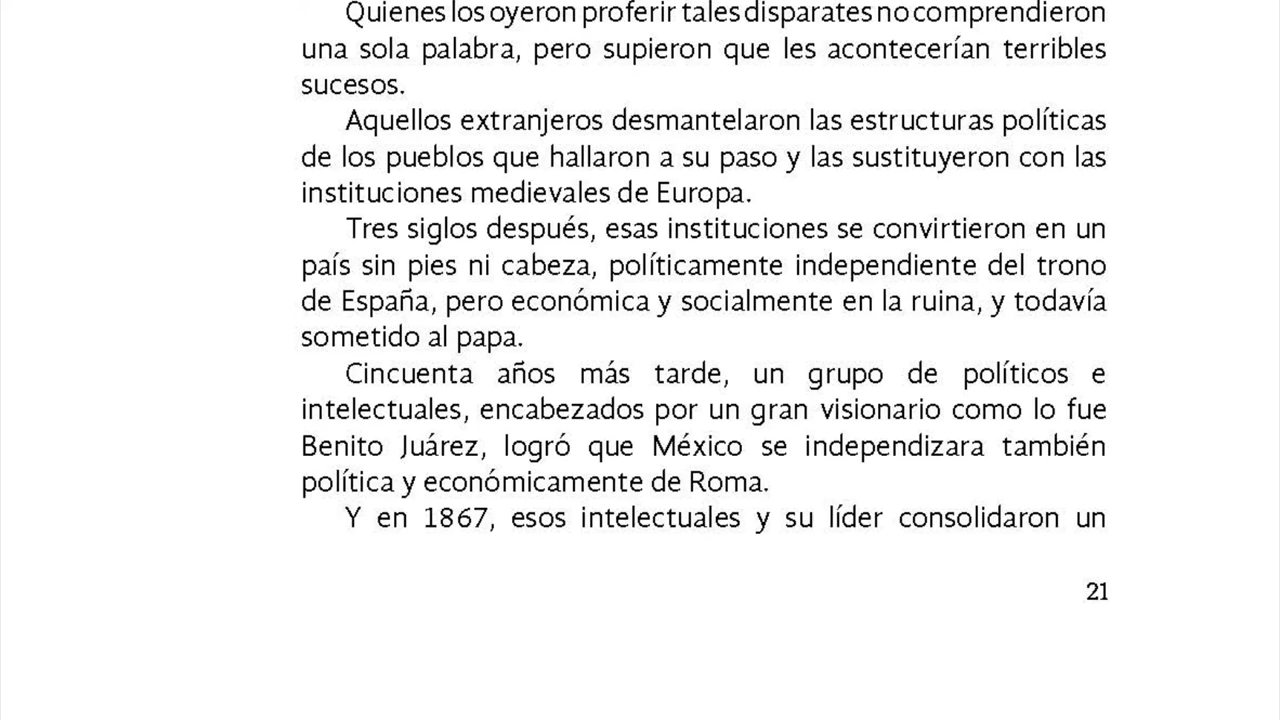 Quienes los oyeron proferir tales disparates no comprendieron
una sola palabra, pero supieron que les acontecerían terribles
sucesos.
Aquellos extranjeros desmantelaron las estructuras políticas
de los pueblos que hallaron a su paso y las sustituyeron con las
instituciones medievales de Europa.
Tres siglos después, esas instituciones se convirtieron en un
país sin pies ni cabeza, políticamente independiente del trono
de España, pero económica y socialmente en la ruina, y todavía
sometido al papa.
Cincuenta años más tarde, un grupo de políticos e
intelectuales, encabezados por un gran visionario como lo fue
Benito Juárez, logró que México se independizara también
política y económicamente de Roma.
Y en 1867, esos intelectuales y su líder consolidaron un
21